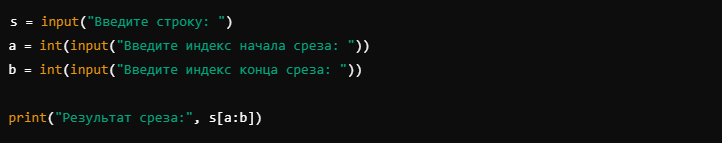 s = input("Введите строку: ")
a = int(input("Введите индекс начала среза: "))
b = int(input("Введите индекс конца среза: "))
print("Результат среза:", s[a:b])